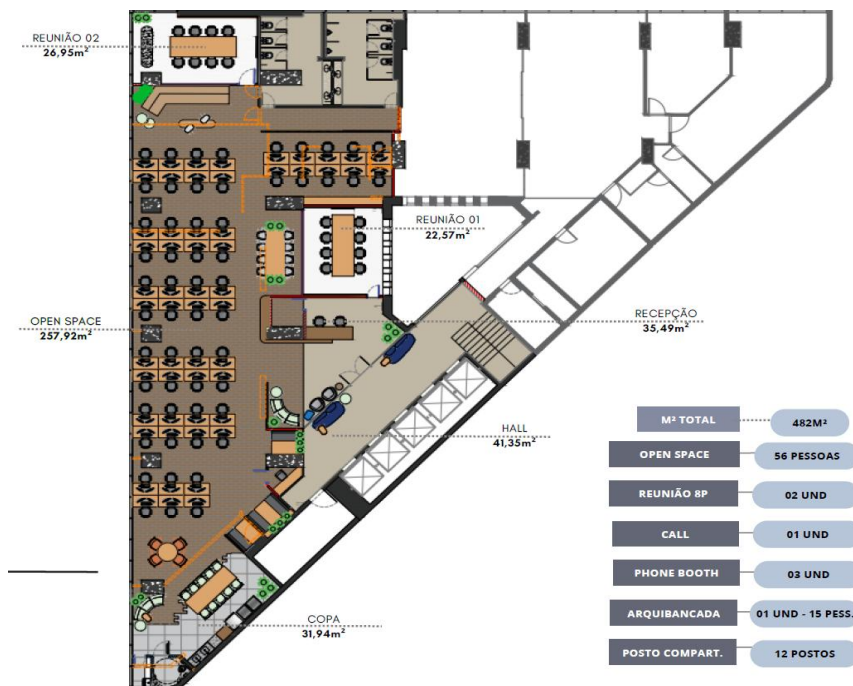 REUNIÃO 02
26,95m²
REUNIÃO 01
22,57m²
OPEN SPACE
257,92m²
RECEPÇÃO
35,49m²
HALL
41,35m²
COPA
31,94m²
M² TOTAL 482M²
OPEN SPACE 56 PESSOAS
REUNIÃO 8P 02 UND
CALL 01 UND
PHONE BOOTH 03 UND
ARQUIBANCADA 01 UND - 15 PESS.
POSTO COMPART. 12 POSTOS